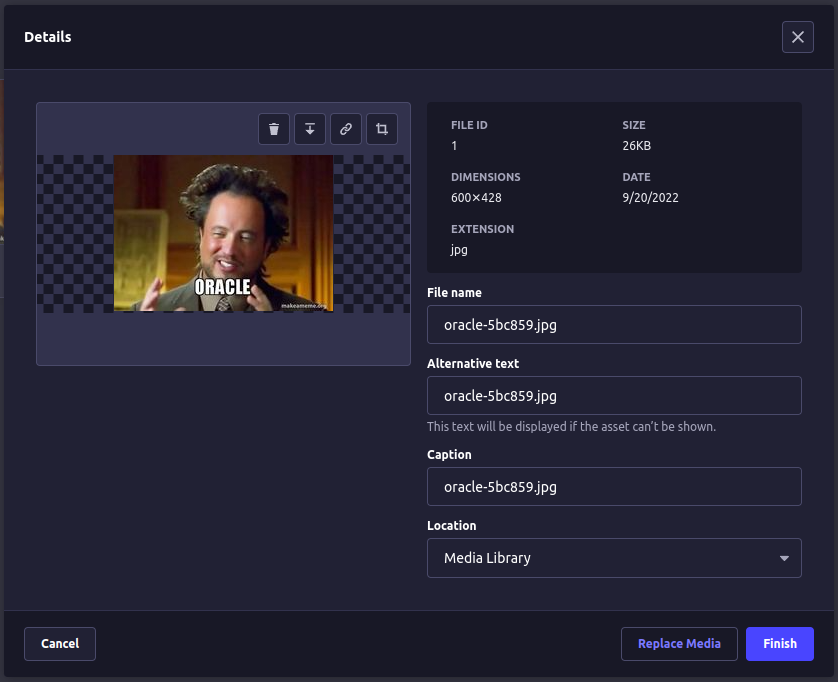 Details
ORACLE
makeameme.org
FILE ID
1
SIZE
26KB
DIMENSIONS
600×428
DATE
9/20/2022
EXTENSION
jpg
File name
oracle-5bc859.jpg
Alternative text
oracle-5bc859.jpg
This text will be displayed if the asset can't be shown.
Caption
oracle-5bc859.jpg
Location
Media Library
Cancel
Replace Media
Finish